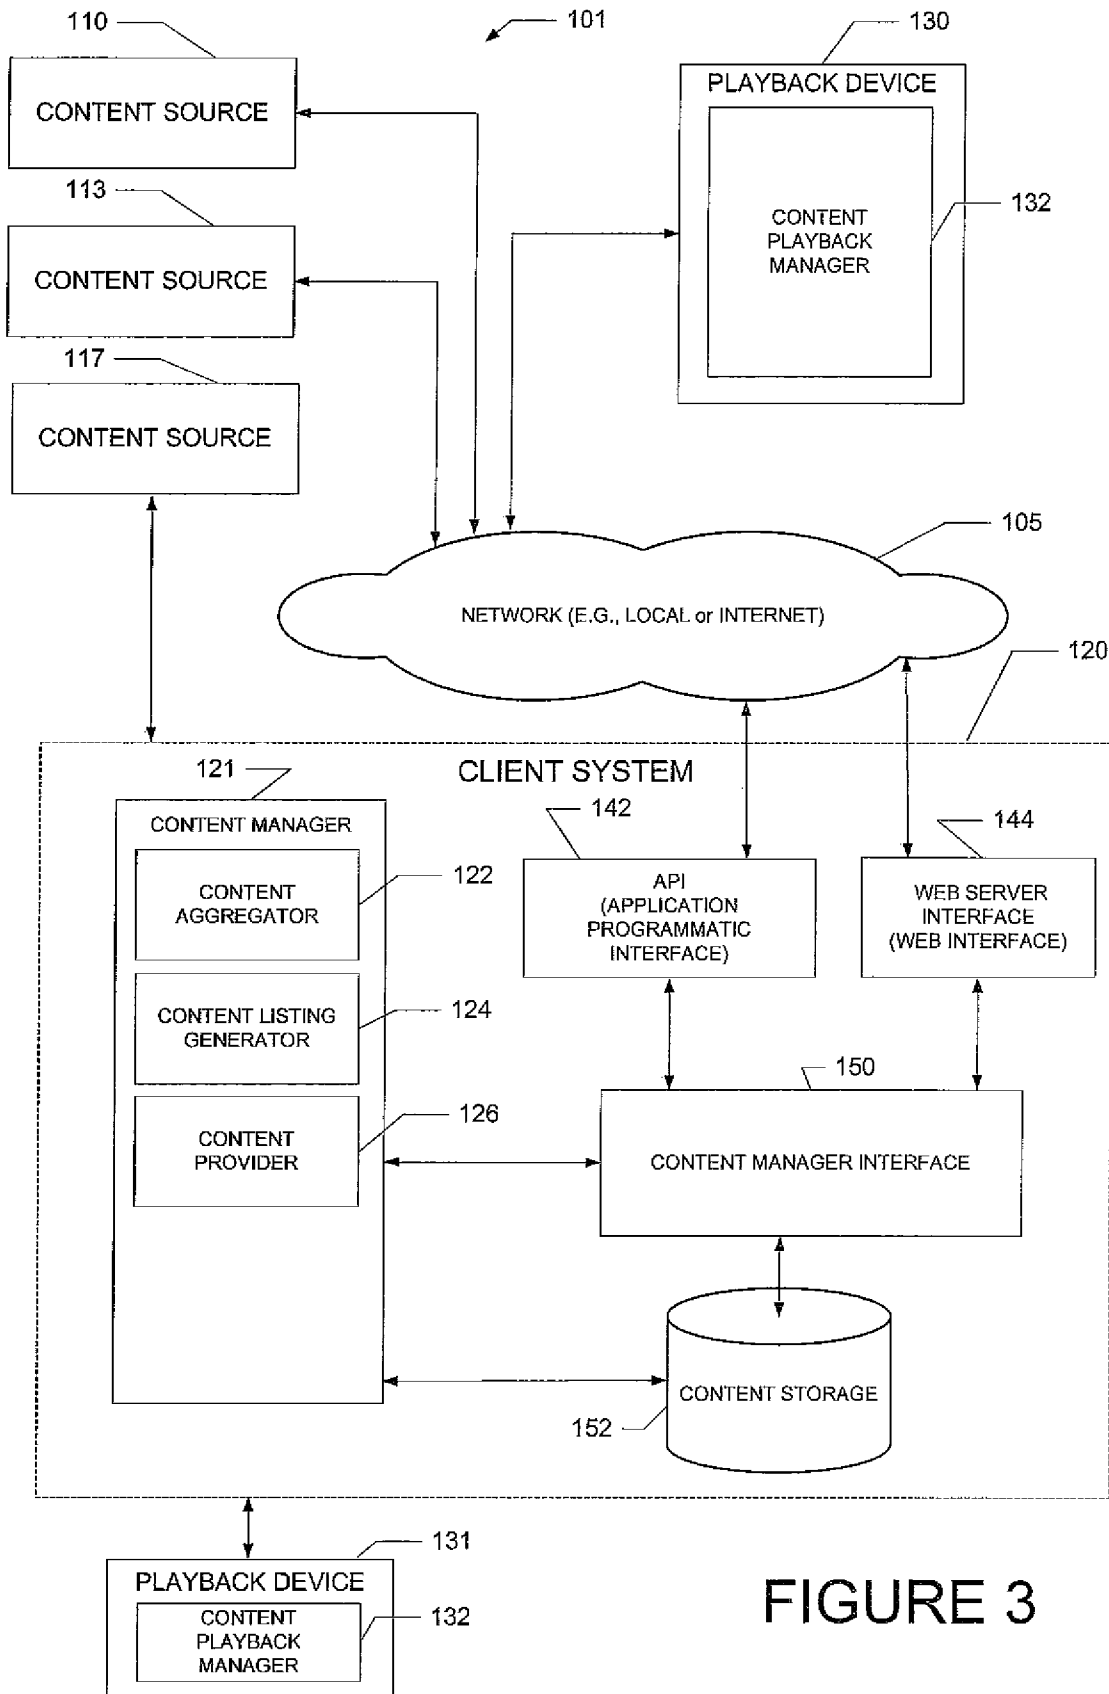 101
110
CONTENT SOURCE
130
PLAYBACK DEVICE
CONTENT
PLAYBACK
MANAGER
132
113
CONTENT SOURCE
117
CONTENT SOURCE
105
NETWORK (E.G., LOCAL or INTERNET)
120
CLIENT SYSTEM
121
CONTENT MANAGER
CONTENT
AGGREGATOR
122
CONTENT LISTING
GENERATOR
124
CONTENT
PROVIDER
126
142
API
(APPLICATION
PROGRAMMATIC
INTERFACE)
144
WEB SERVER
INTERFACE
(WEB INTERFACE)
150
CONTENT MANAGER INTERFACE
CONTENT STORAGE
152
131
PLAYBACK DEVICE
CONTENT
PLAYBACK
MANAGER
132
FIGURE 3